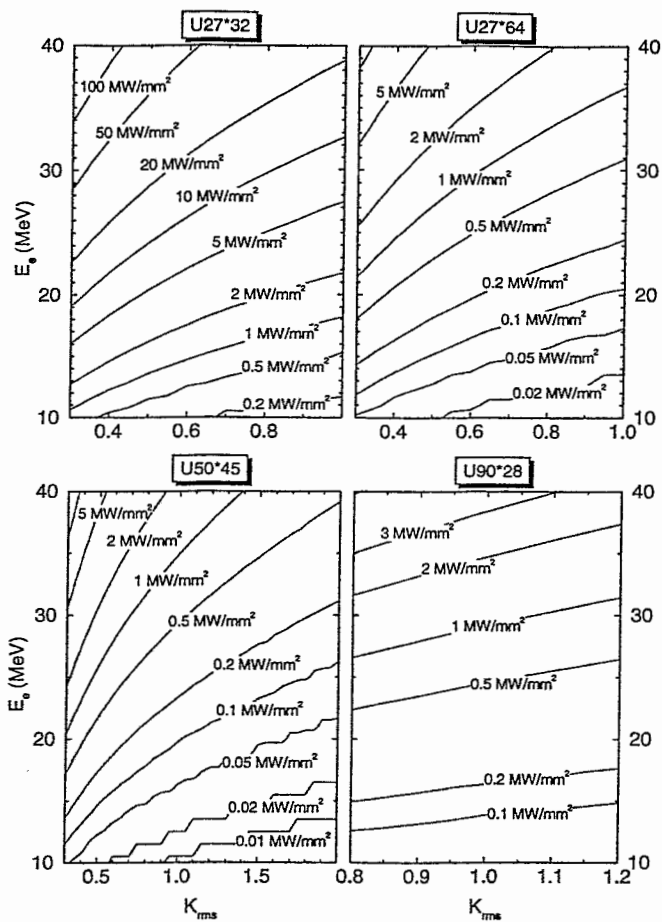 U27*32
U27*64
40
30
20
10
E_e (MeV)
100 MW/mm²
50 MW/mm²
20 MW/mm²
10 MW/mm²
5 MW/mm²
2 MW/mm²
1 MW/mm²
0.5 MW/mm²
0.2 MW/mm²
0.4 0.6 0.8
5 MW/mm²
2 MW/mm²
1 MW/mm²
0.5 MW/mm²
0.2 MW/mm²
0.1 MW/mm²
0.05 MW/mm²
0.02 MW/mm²
0.4 0.6 0.8 1.0
40
30
20
10
U50*45
U90*28
40
30
20
10
E_e (MeV)
5 MW/mm²
2 MW/mm²
1 MW/mm²
0.5 MW/mm²
0.2 MW/mm²
0.1 MW/mm²
0.05 MW/mm²
0.02 MW/mm²
0.01 MW/mm²
0.5 1.0 1.5
K_rms
3 MW/mm²
2 MW/mm²
1 MW/mm²
0.5 MW/mm²
0.2 MW/mm²
0.1 MW/mm²
0.8 0.9 1.0 1.1 1.2
K_rms
40
30
20
10